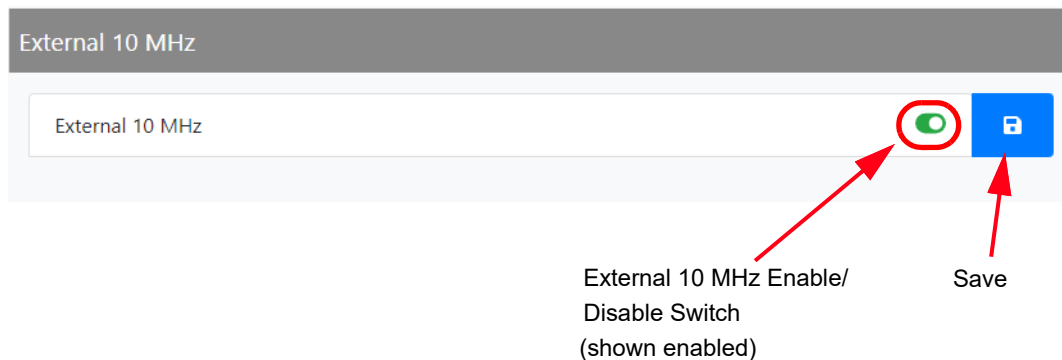 External 10 MHz
External 10 MHz
External 10 MHz Enable/
Disable Switch
(shown enabled)
Save